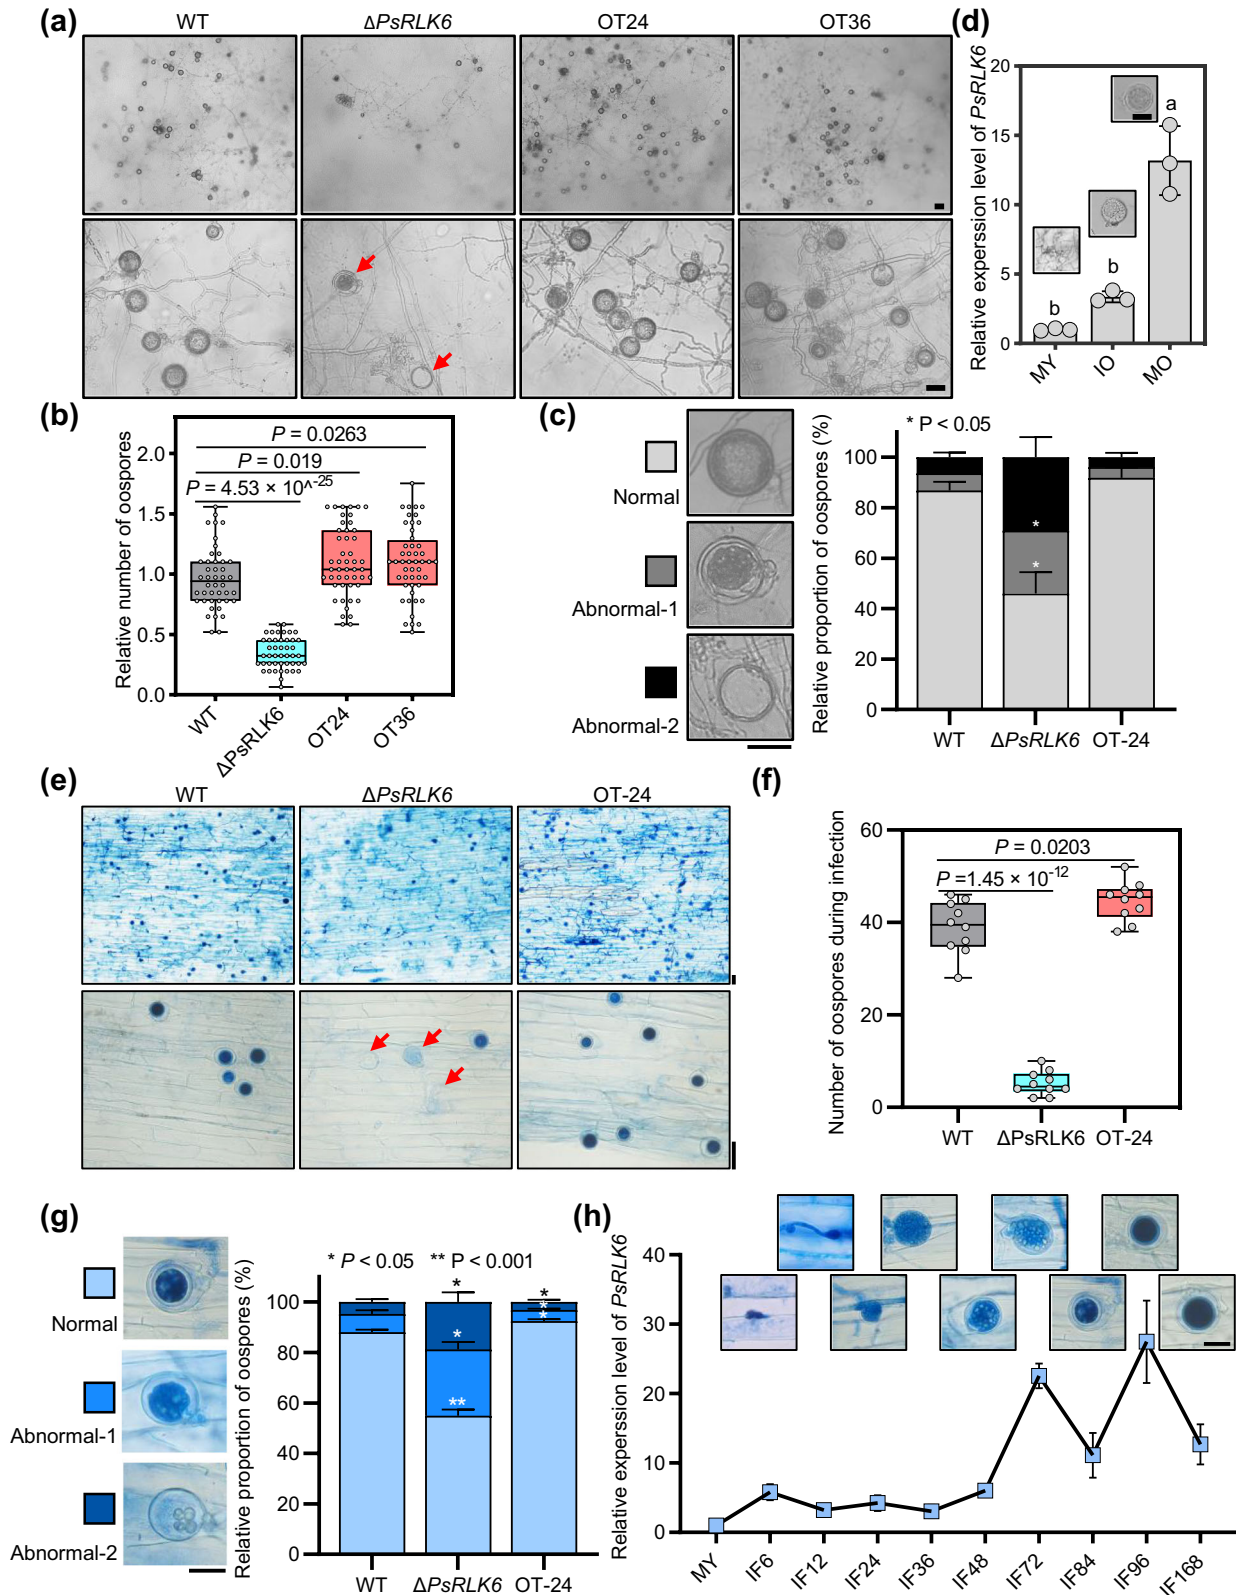 (a)
WT
ΔPsRLK6
OT24
OT36
(d)
Relative experssion level of PsRLK6
20
15
10
5
0
a
b
b
MY
IO
MO
(b)
Relative number of oospores
2.0
1.5
1.0
0.5
0.0
P = 0.0263
P = 0.019
P = 4.53 × 10^-25
WT
ΔPsRLK6
OT24
OT36
(c)
Normal
Abnormal-1
Abnormal-2
Relative proportion of oospores (%)
* P < 0.05
100
80
60
40
20
0
*
*
WT
ΔPsRLK6
OT-24
(e)
WT
ΔPsRLK6
OT-24
(f)
Number of oospores during infection
60
40
20
0
P = 0.0203
P =1.45 × 10-12
WT
ΔPsRLK6
OT-24
(g)
Normal
Abnormal-1
Abnormal-2
Relative proportion of oospores (%)
* P < 0.05 ** P < 0.001
100
80
60
40
20
0
*
*
**
*
*
*
WT
ΔPsRLK6
OT-24
(h)
Relative experssion level of PsRLK6
40
30
20
10
0
MY
IF6
IF12
IF24
IF36
IF48
IF72
IF84
IF96
IF168